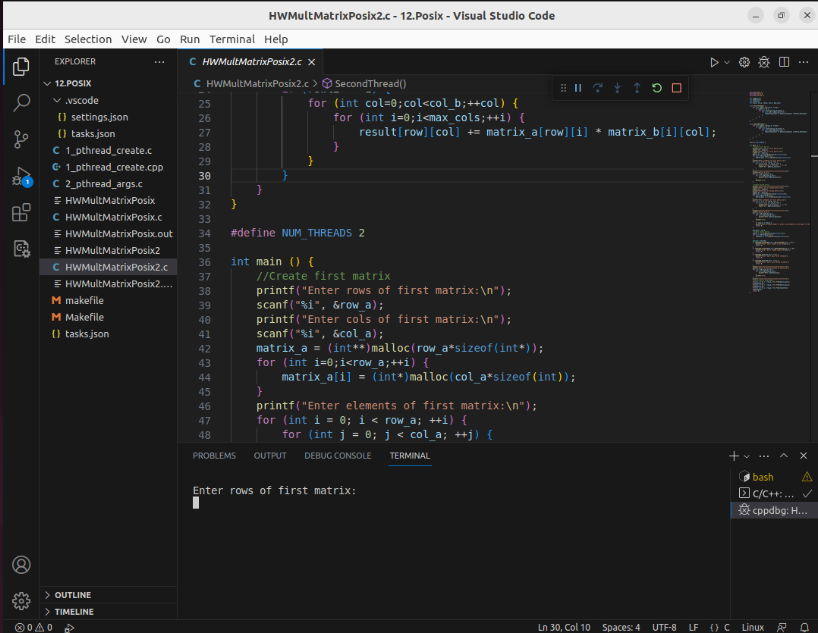 HWMultMatrixPosix2.c - 12.Posix - Visual Studio Code
File Edit Selection View Go Run Terminal Help
EXPLORER
12.POSIX
.vscode
{} settings.json
{} tasks.json
C 1_pthread_create.c
C+ 1_pthread_create.cpp
C 2_pthread_args.c
HWMultMatrixPosix
C HWMultMatrixPosix.c
HWMultMatrixPosix.out
HWMultMatrixPosix2
C HWMultMatrixPosix2.c
HWMultMatrixPosix2....
M makefile
M Makefile
{} tasks.json
OUTLINE
TIMELINE
1
C HWMultMatrixPosix2.c
C HWMultMatrixPosix2.c > SecondThread()
25 for (int col=0;col<col_b;++col) {
26 for (int i=0;i<max_cols;++i) {
27 result[row][col] += matrix_a[row][i] * matrix_b[i][col];
28 }
29 }
30 }
31 }
32 }
33
34 #define NUM_THREADS 2
35
36 int main () {
37 //Create first matrix
38 printf("Enter rows of first matrix:\n");
39 scanf("%i", &row_a);
40 printf("Enter cols of first matrix:\n");
41 scanf("%i", &col_a);
42 matrix_a = (int**)malloc(row_a*sizeof(int*));
43 for (int i=0;i<row_a;++i) {
44 matrix_a[i] = (int*)malloc(col_a*sizeof(int));
45 }
46 printf("Enter elements of first matrix:\n");
47 for (int i = 0; i < row_a; ++i) {
48 for (int j = 0; j < col_a; ++j) {
PROBLEMS OUTPUT DEBUG CONSOLE TERMINAL
Enter rows of first matrix:
bash
C/C++: ...
cppdbg: H...
0 0
Ln 30, Col 10 Spaces: 4 UTF-8 LF {} C Linux